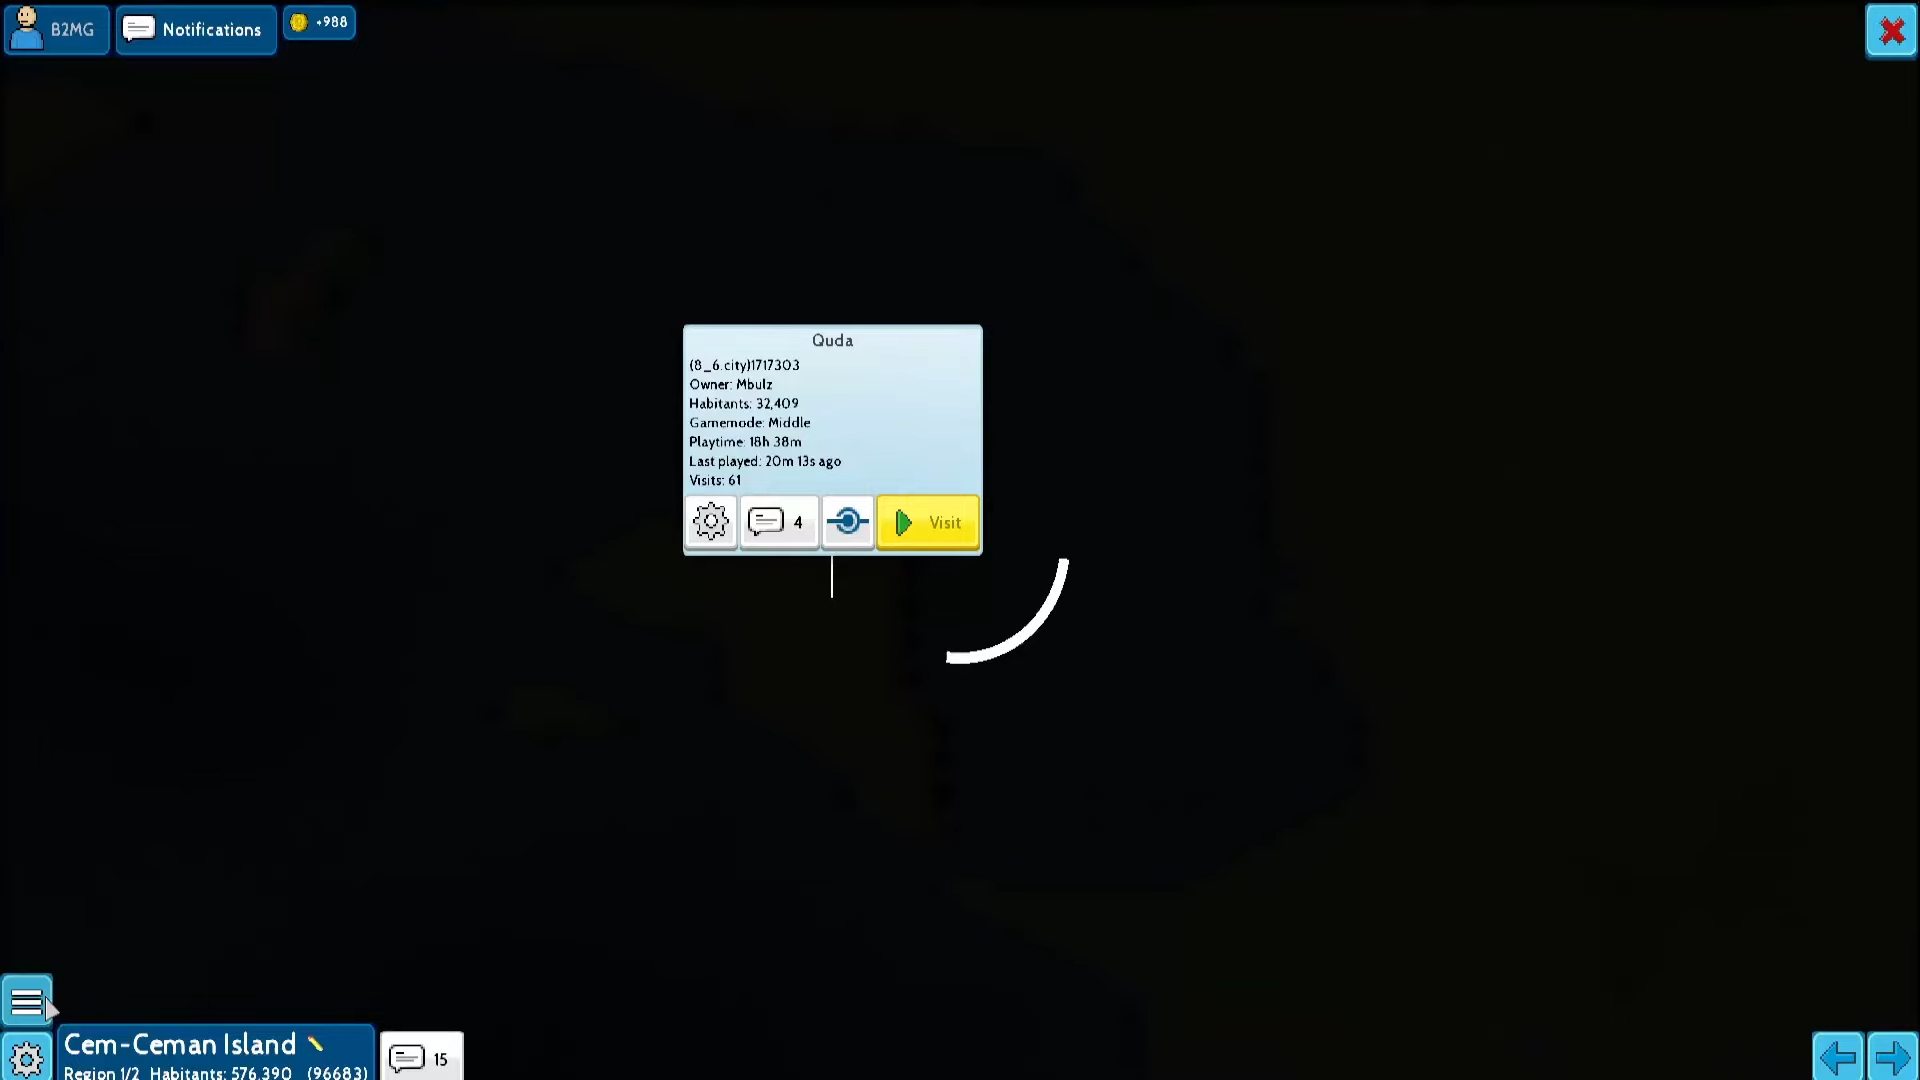 B2MG
Notifications
+988
Quda
(8_6.city)1717303
Owner: Mbulz
Habitants: 32,409
Gamemode: Middle
Playtime: 18h 38m
Last played: 20m 13s ago
Visits: 61
4
Visit
Cem-Ceman Island
Region 1/2 Habitants: 576,390 (96683)
15